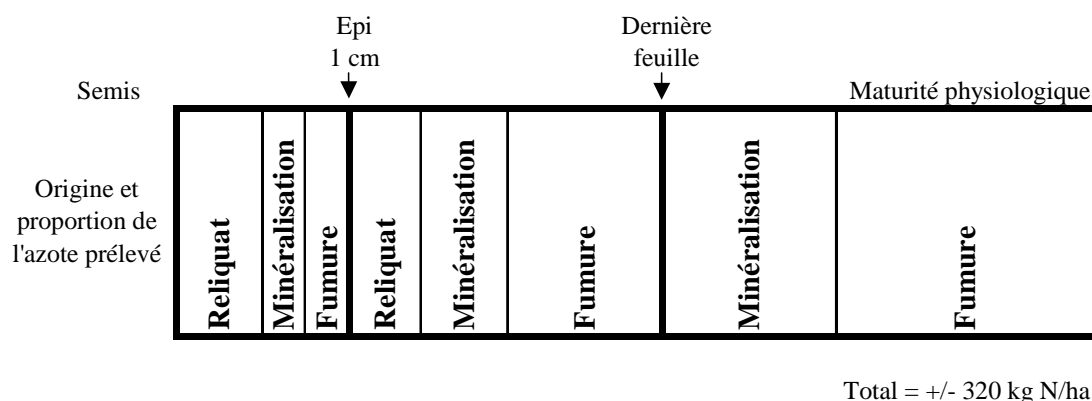 Epi
1 cm
Dernière
feuille
Semis
Maturité physiologique
Origine et
proportion de
l'azote prélevé
Reliquat
Minéralisation
Fumure
Reliquat
Minéralisation
Fumure
Minéralisation
Fumure
Total = +/- 320 kg N/ha